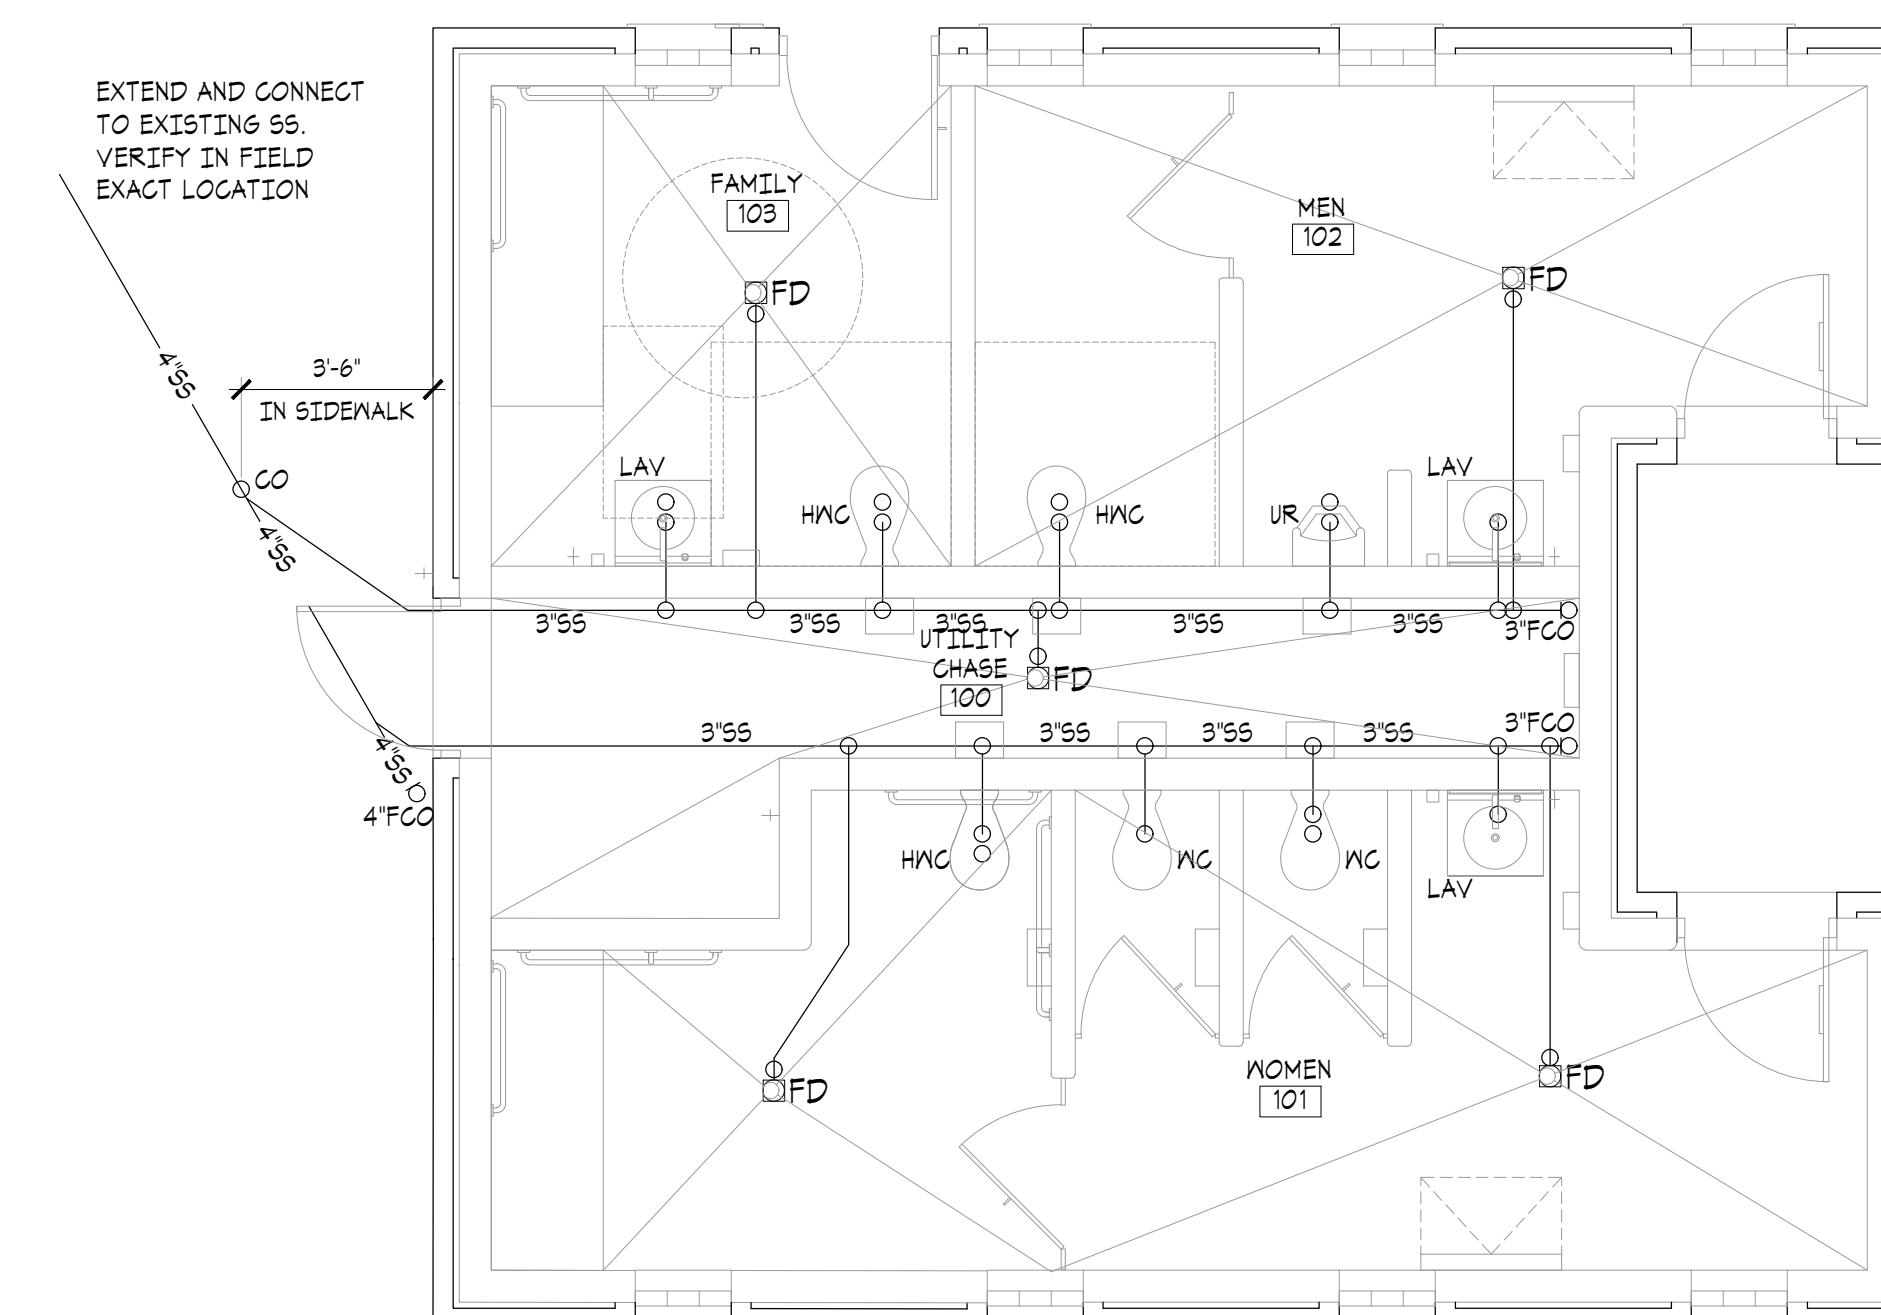 EXTEND AND CONNECT
TO EXISTING SS.
VERIFY IN FIELD
EXACT LOCATION
FAMILY
103
MEN
102
FD
FD
4"SS
3'-6"
IN SIDEWALK
CO
LAV
HWC
HWC
UR
LAV
4"SS
3"SS
3"SS
3"SS
3"SS
3"SS
3"FCO
UTILITY
CHASE
100
FD
3"SS
3"SS
3"SS
3"SS
3"FCO
4"SS
4"FCO
HWC
WC
WC
LAV
WOMEN
101
FD
FD